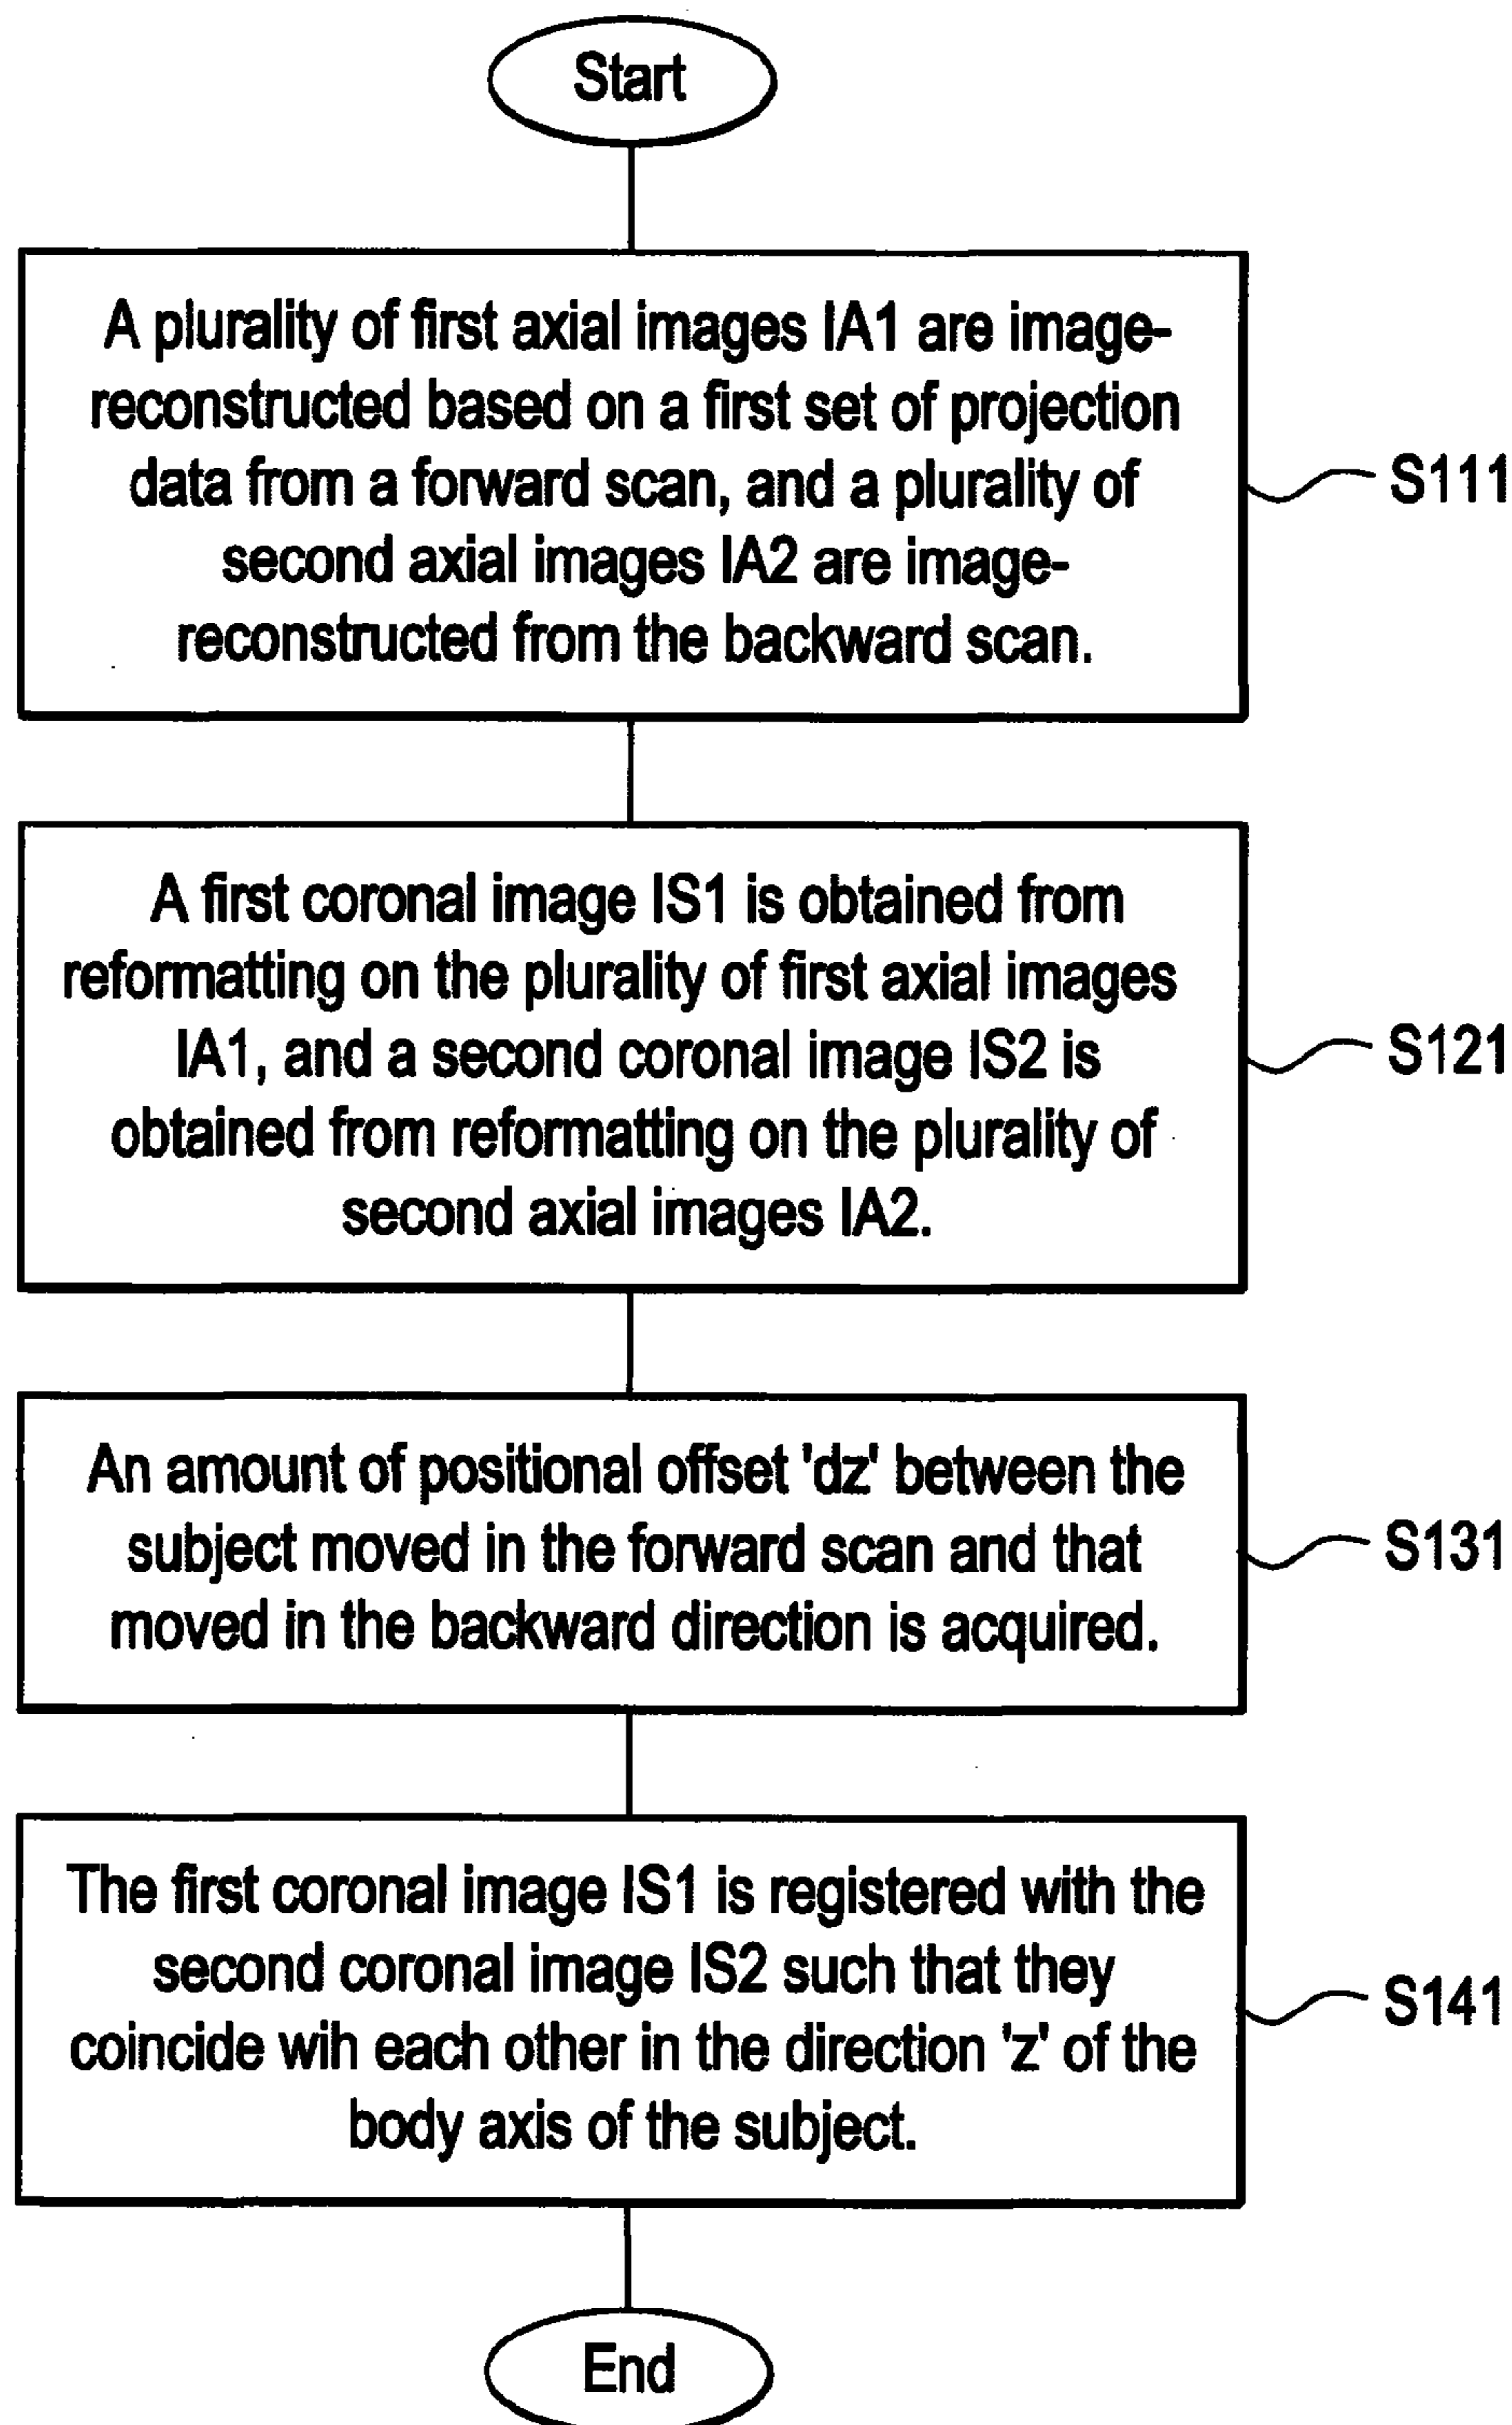 Start
A plurality of first axial images IA1 are image-
reconstructed based on a first set of projection
data from a forward scan, and a plurality of
second axial images IA2 are image-
reconstructed from the backward scan.
S111
A first coronal image IS1 is obtained from
reformatting on the plurality of first axial images
IA1, and a second coronal image IS2 is
obtained from reformatting on the plurality of
second axial images IA2.
S121
An amount of positional offset 'dz' between the
subject moved in the forward scan and that
moved in the backward direction is acquired.
S131
The first coronal image IS1 is registered with the
second coronal image IS2 such that they
coincide wih each other in the direction 'z' of the
body axis of the subject.
S141
End